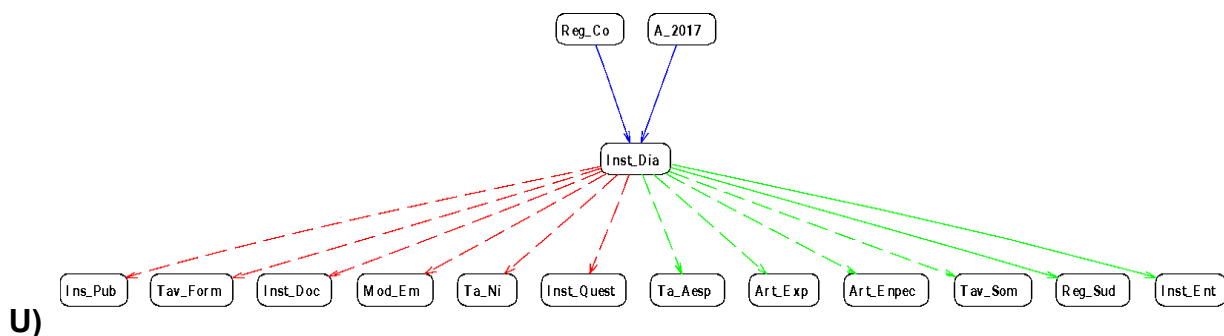 Reg_Co A_2017
Inst_Dia
Ins_Pub Tav_Form Inst_Doc Mod_Em Ta_Ni Inst_Quest Ta_Aesp Art_Exp Art_Enpec Tav_Som Reg_Sud Inst_Ent
U)